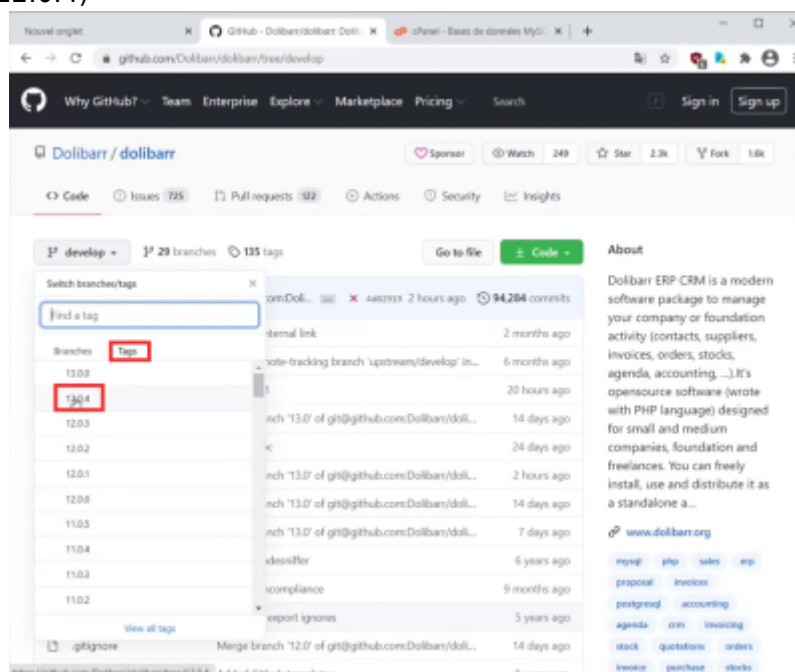 Nouvel onglet
GitHub - Dolibarr/dolibarr: Dolib
cPanel - Bases de données MySC
github.com/Dolibarr/dolibarr/tree/develop
Why GitHub? Team Enterprise Explore Marketplace Pricing Search / Sign in Sign up
Dolibarr / dolibarr
Sponsor Watch 249 Star 2.3k Fork 1.6k
Code Issues 725 Pull requests 122 Actions Security Insights
develop 29 branches 135 tags Go to file Code
Switch branches/tags
Find a tag
Branches Tags
13.0.0
12.0.4
12.0.3
12.0.2
12.0.1
12.0.0
11.0.5
11.0.4
11.0.3
11.0.2
View all tags
om:Doli... 2 hours ago 94,284 commits
ternal link 2 months ago
note-tracking branch 'upstream/develop' in... 6 months ago
20 hours ago
nch '13.0' of git@github.com:Dolibarr/doli... 14 days ago
24 days ago
nch '13.0' of git@github.com:Dolibarr/doli... 2 hours ago
nch '13.0' of git@github.com:Dolibarr/doli... 14 days ago
nch '13.0' of git@github.com:Dolibarr/doli... 7 days ago
desniffer 6 years ago
compliance 9 months ago
export ignores 5 years ago
.gitignore Merge branch '12.0' of git@github.com:Dolibarr/doli... 14 days ago
About
Dolibarr ERP CRM is a modern
software package to manage
your company or foundation
activity (contacts, suppliers,
invoices, orders, stocks,
agenda, accounting, ...).It's
opensource software (wrote
with PHP language) designed
for small and medium
companies, foundation and
freelances. You can freely
install, use and distribute it as
a standalone a...
www.dolibarr.org
mysql php sales erp
proposal invoices
postgresql accounting
agenda crm invoicing
stock quotations orders
invoice purchase stocks